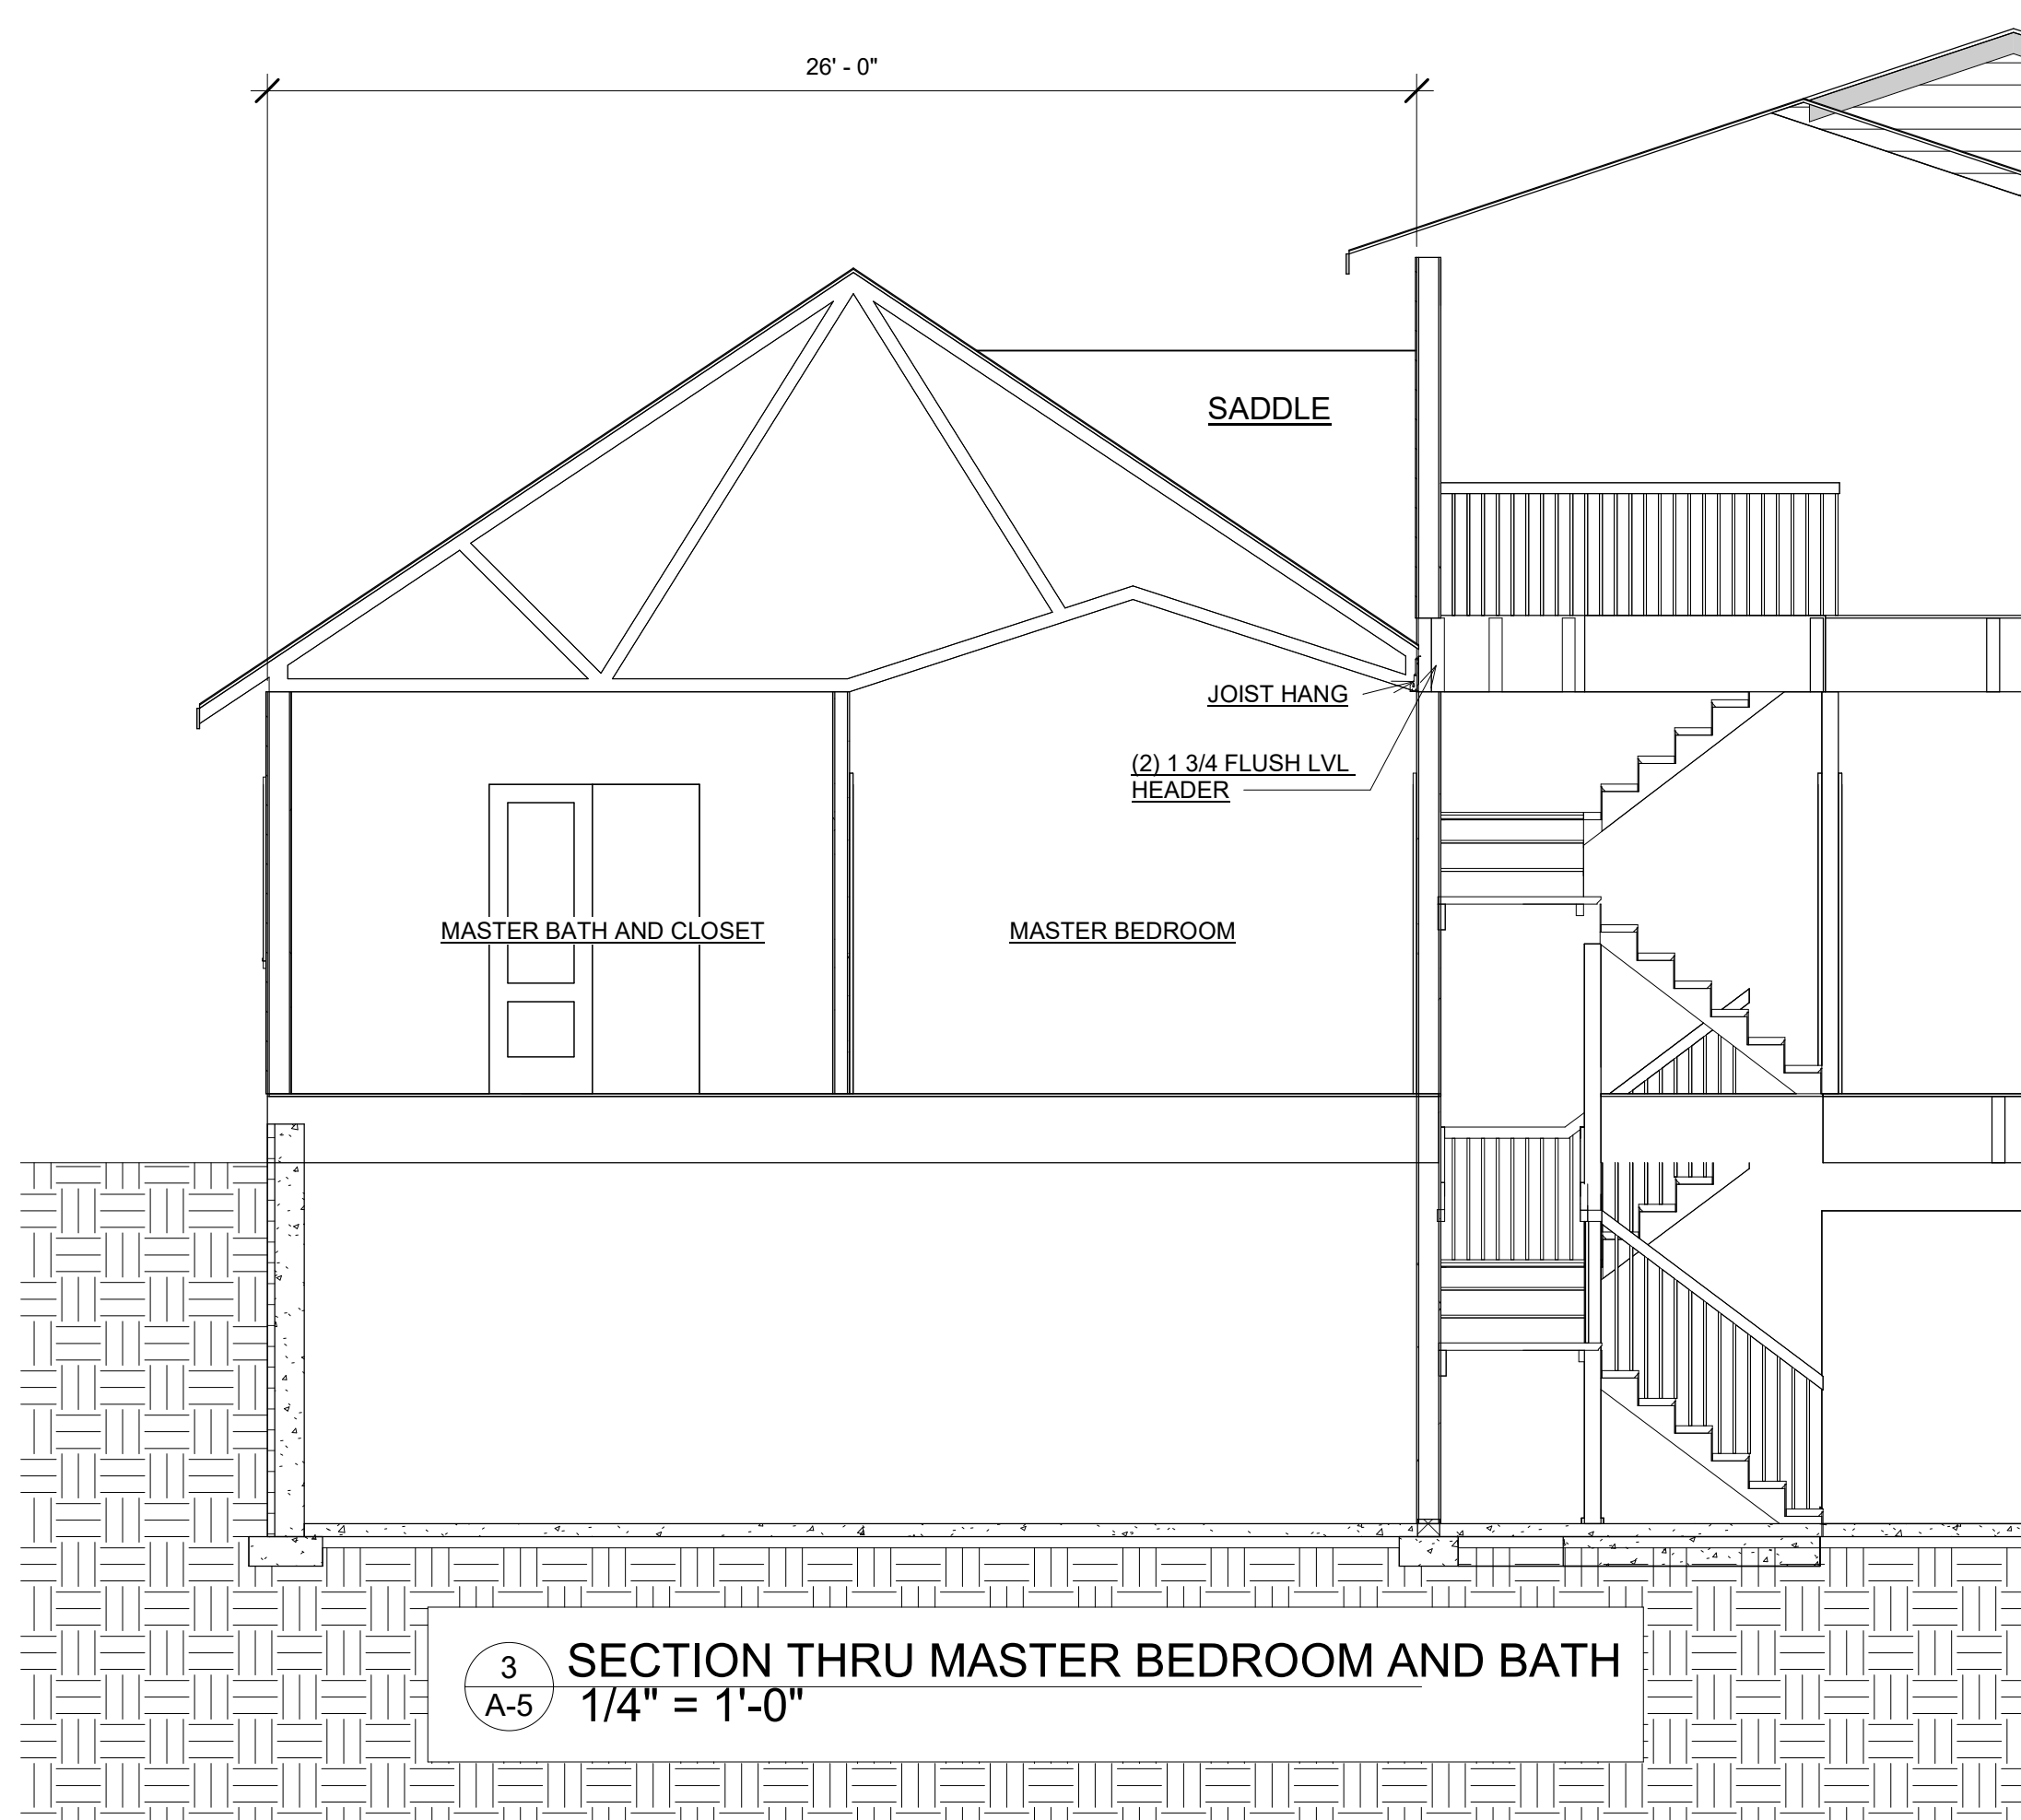 26' - 0"
SADDLE
JOIST HANG
(2) 1 3/4 FLUSH LVL
HEADER
MASTER BATH AND CLOSET
MASTER BEDROOM
3
A-5
SECTION THRU MASTER BEDROOM AND BATH
1/4" = 1'-0"